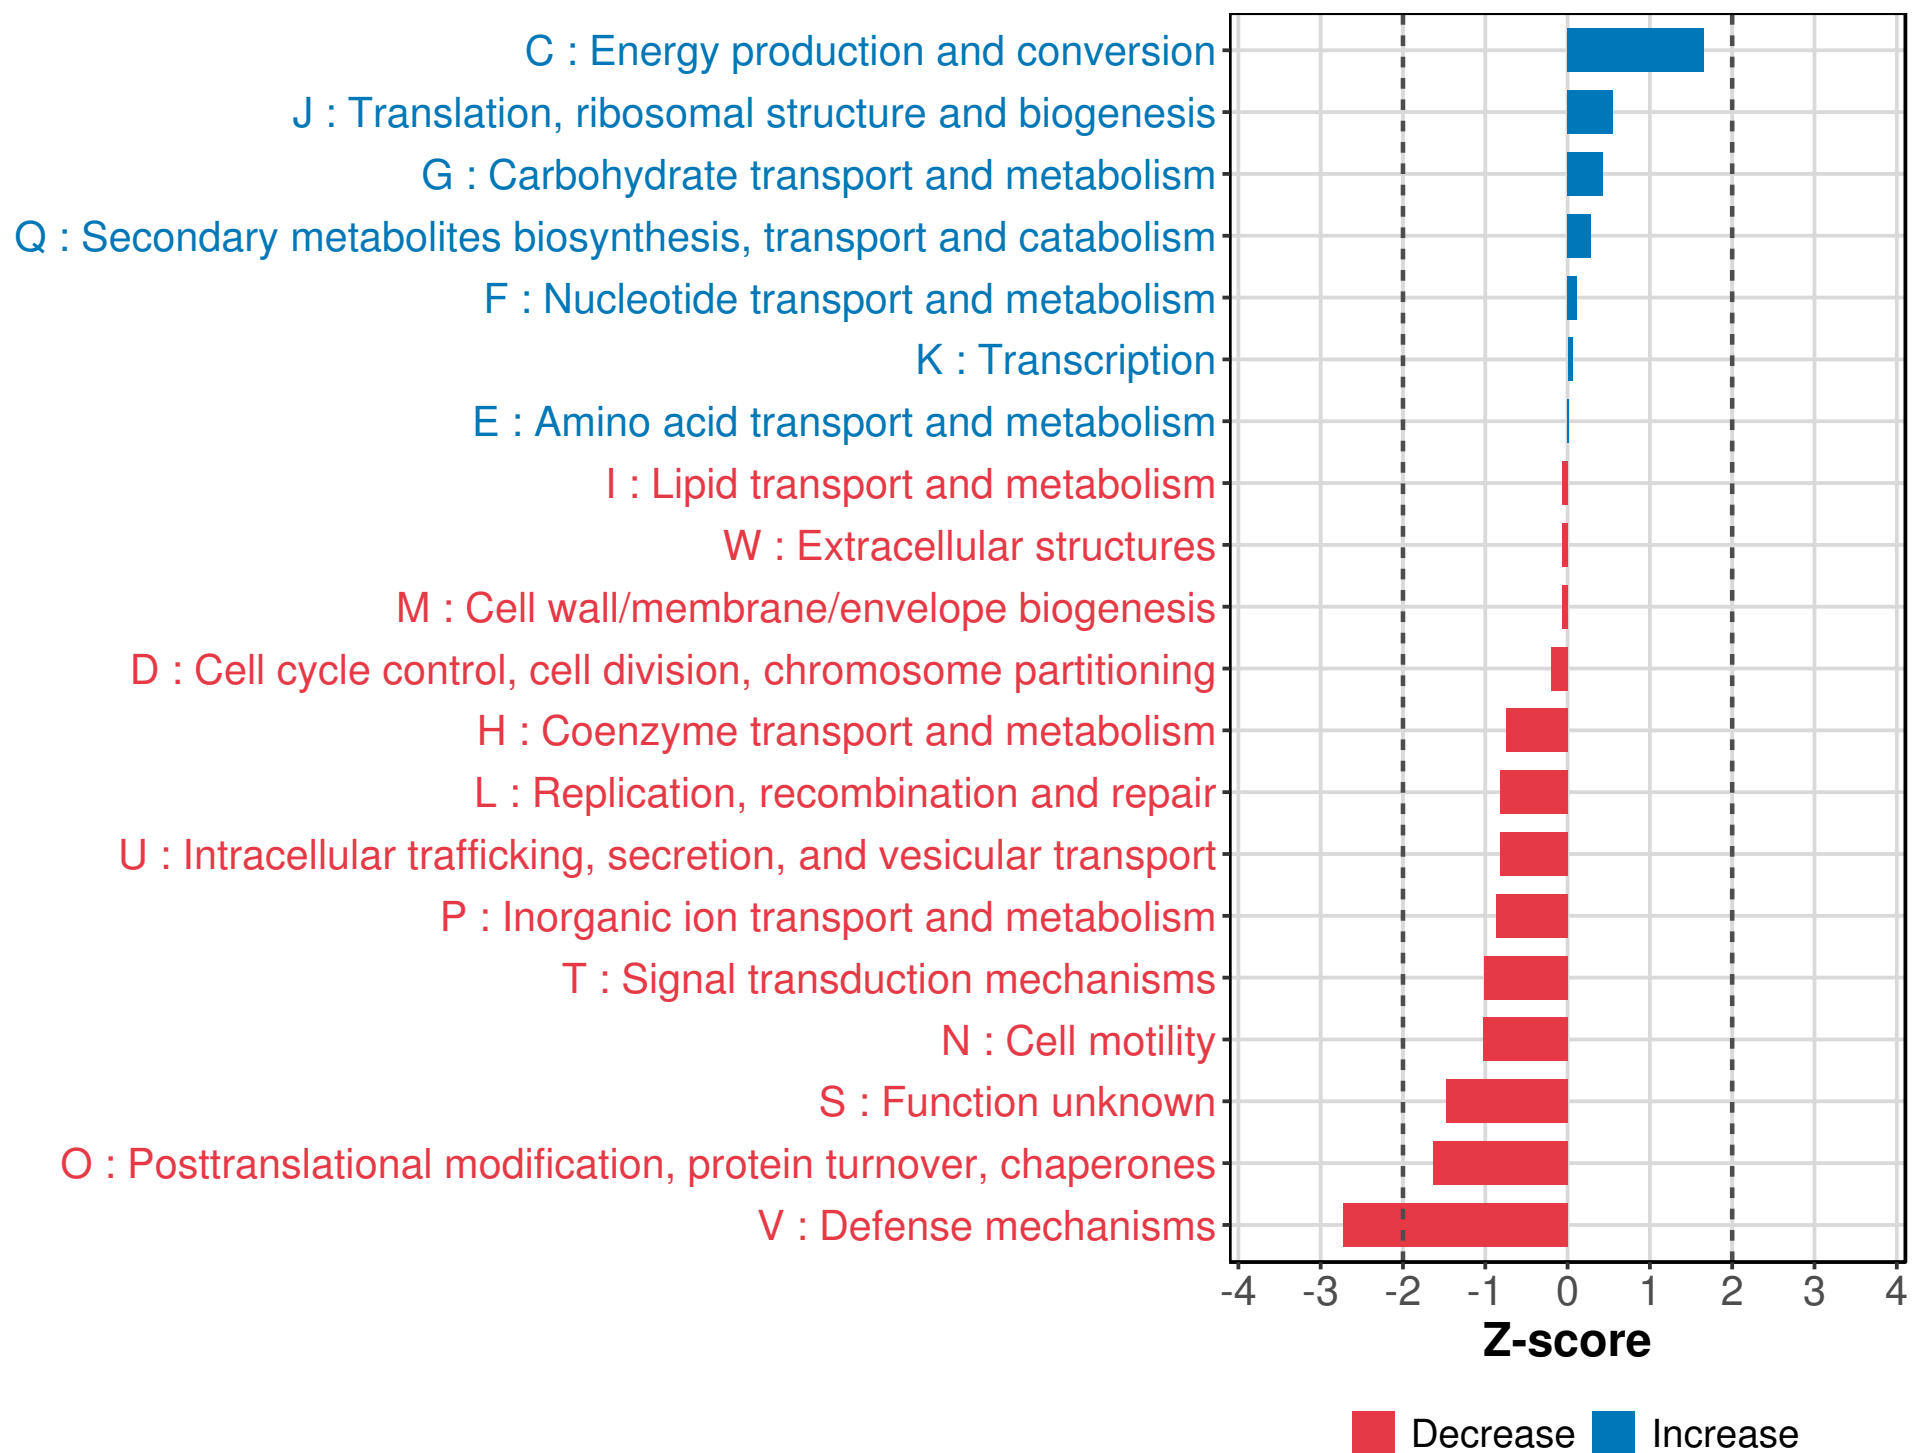 C : Energy production and conversion
J : Translation, ribosomal structure and biogenesis
G : Carbohydrate transport and metabolism
Q : Secondary metabolites biosynthesis, transport and catabolism
F : Nucleotide transport and metabolism
K : Transcription
E : Amino acid transport and metabolism
I : Lipid transport and metabolism
W : Extracellular structures
M : Cell wall/membrane/envelope biogenesis
D : Cell cycle control, cell division, chromosome partitioning
H : Coenzyme transport and metabolism
L : Replication, recombination and repair
U : Intracellular trafficking, secretion, and vesicular transport
P : Inorganic ion transport and metabolism
T : Signal transduction mechanisms
N : Cell motility
S : Function unknown
O : Posttranslational modification, protein turnover, chaperones
V : Defense mechanisms
-4 -3 -2 -1 0 1 2 3 4
Z-score
Decrease Increase